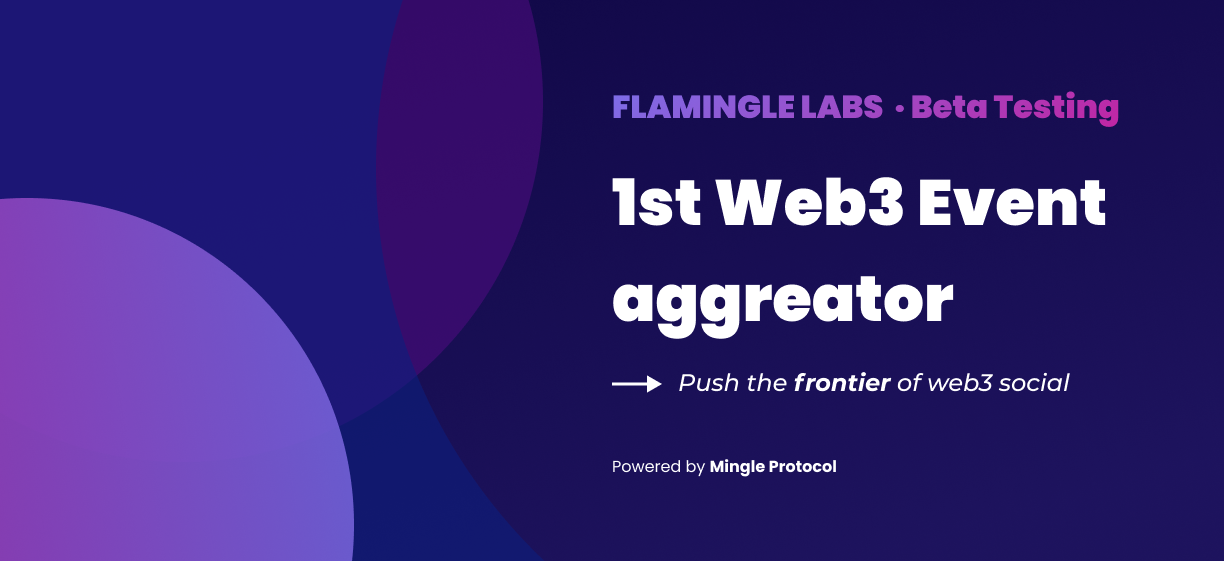 FLAMINGLE LABS · Beta Testing
1st Web3 Event
aggreator
Push the frontier of web3 social
Powered by Mingle Protocol